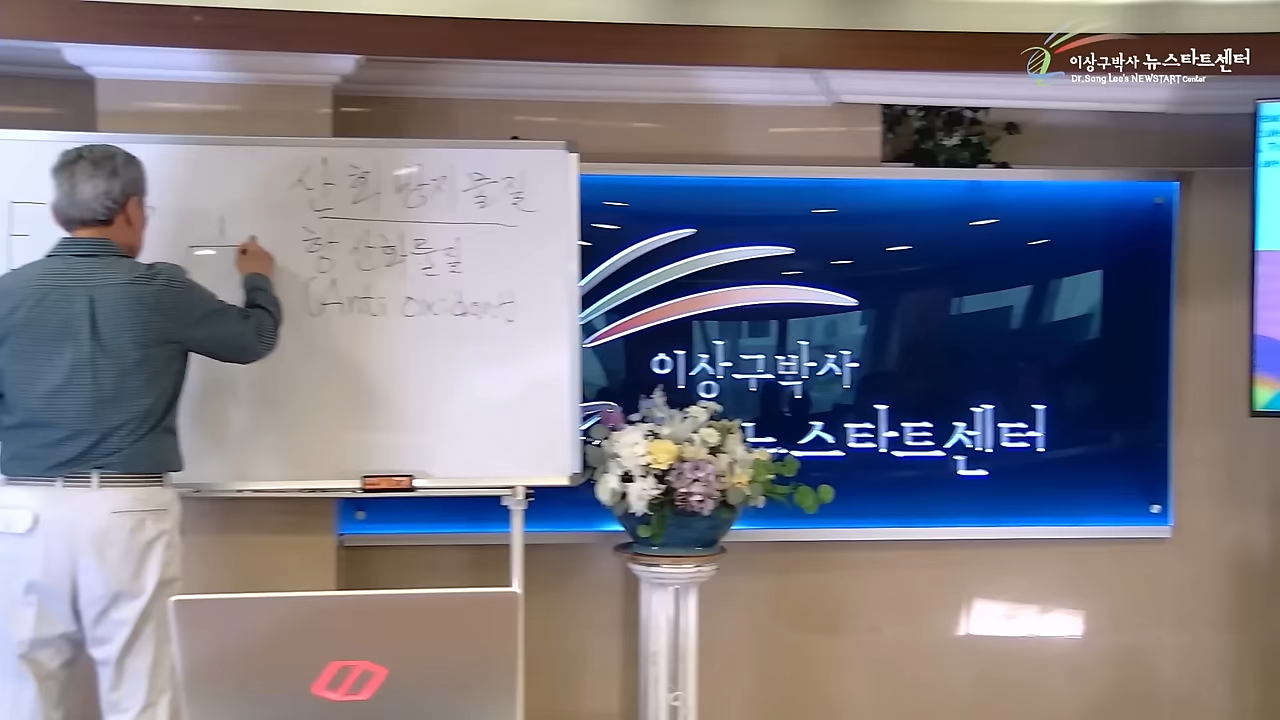 이상구박사 뉴스타트센터
Dr. Sang Lee's NEWSTART Center
산화방지물질
항산화물질
(Anti oxidant
이상구박사
뉴스타트센터